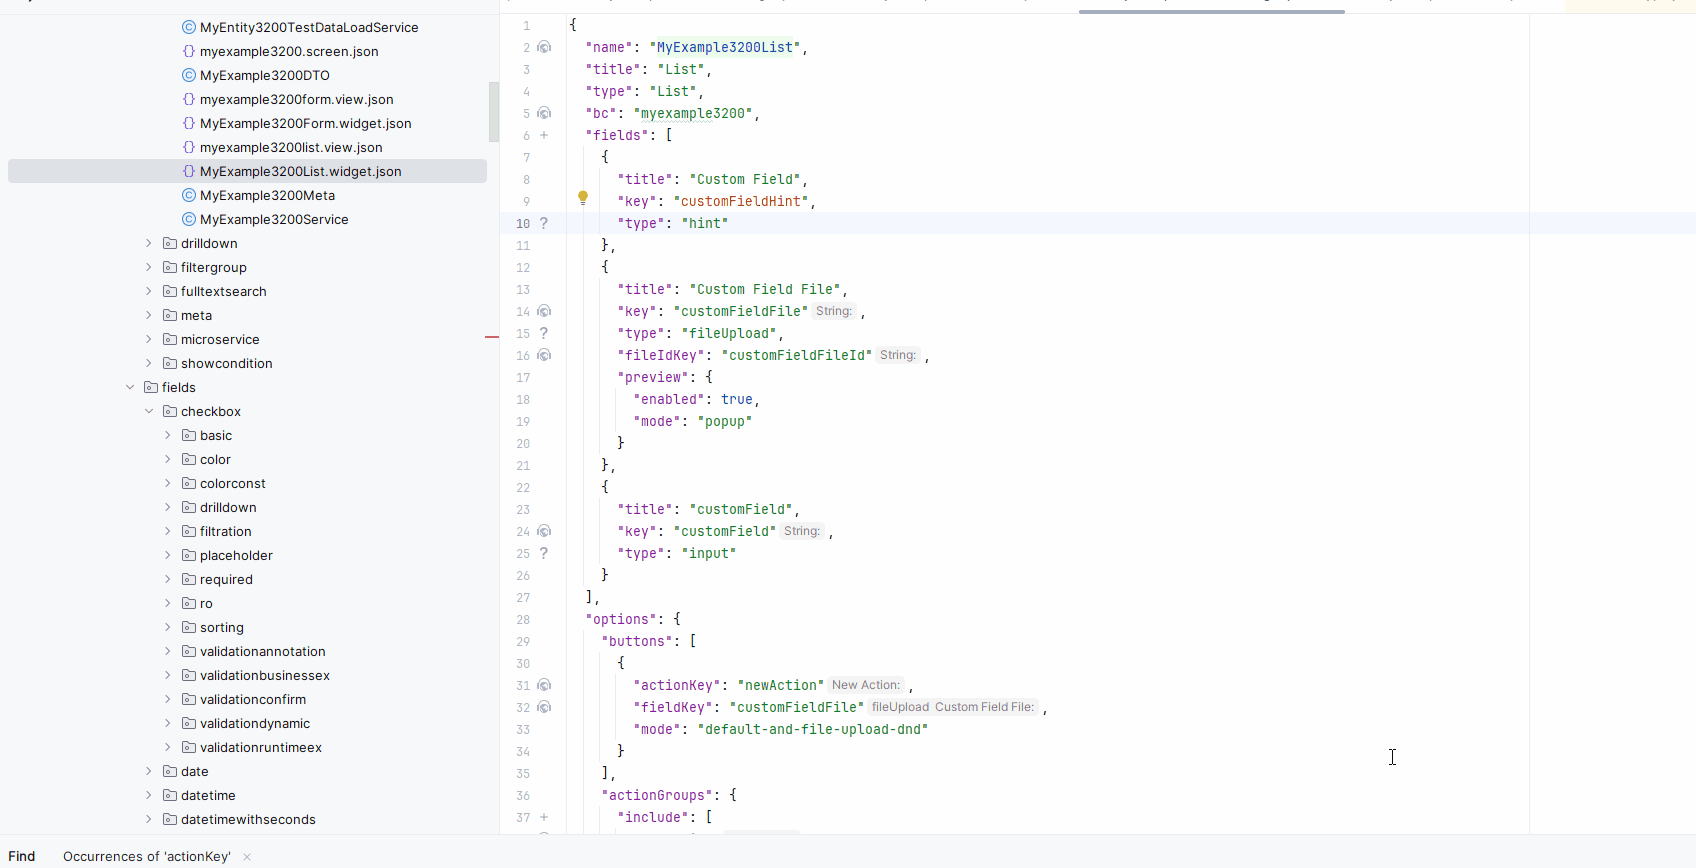 MyEntity3200TestDataLoadService
myexample3200.screen.json
MyExample3200DTO
myexample3200form.view.json
MyExample3200Form.widget.json
myexample3200list.view.json
MyExample3200List.widget.json
MyExample3200Meta
MyExample3200Service
drilldown
filtergroup
fulltextsearch
meta
microservice
showcondition
fields
checkbox
basic
color
colorconst
drilldown
filtration
placeholder
required
ro
sorting
validationannotation
validationbusinessex
validationconfirm
validationdynamic
validationruntimeex
date
datetime
datetimewithseconds
1 {
2 "name": "MyExample3200List",
3 "title": "List",
4 "type": "List",
5 "bc": "myexample3200",
6 + "fields": [
7 {
8 "title": "Custom Field",
9 "key": "customFieldHint",
10 ? "type": "hint"
11 },
12 {
13 "title": "Custom Field File",
14 "key": "customFieldFile" String: ,
15 ? "type": "fileUpload",
16 "fileIdKey": "customFieldFileId" String: ,
17 "preview": {
18 "enabled": true,
19 "mode": "popup"
20 }
21 },
22 {
23 "title": "customField",
24 "key": "customField" String: ,
25 ? "type": "input"
26 }
27 ],
28 "options": {
29 "buttons": [
30 {
31 "actionKey": "newAction" New Action: ,
32 "fieldKey": "customFieldFile" fileUpload Custom Field File: ,
33 "mode": "default-and-file-upload-dnd"
34 }
35 ],
36 "actionGroups": {
37 + "include": [
Find Occurrences of 'actionKey' ×